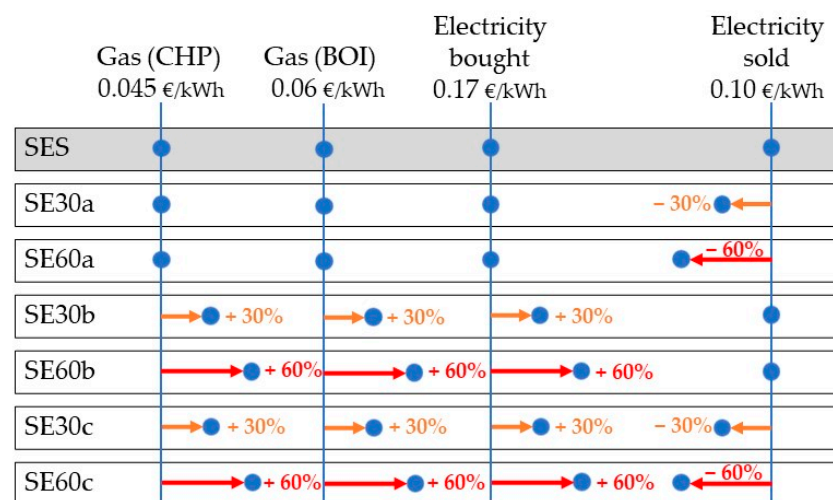 Gas (CHP)
0.045 €/kWh
Gas (BOI)
0.06 €/kWh
Electricity
bought
0.17 €/kWh
Electricity
sold
0.10 €/kWh
SES
SE30a
– 30%
SE60a
– 60%
SE30b
+ 30%
+ 30%
+ 30%
SE60b
+ 60%
+ 60%
+ 60%
SE30c
+ 30%
+ 30%
+ 30%
– 30%
SE60c
+ 60%
+ 60%
+ 60%
– 60%